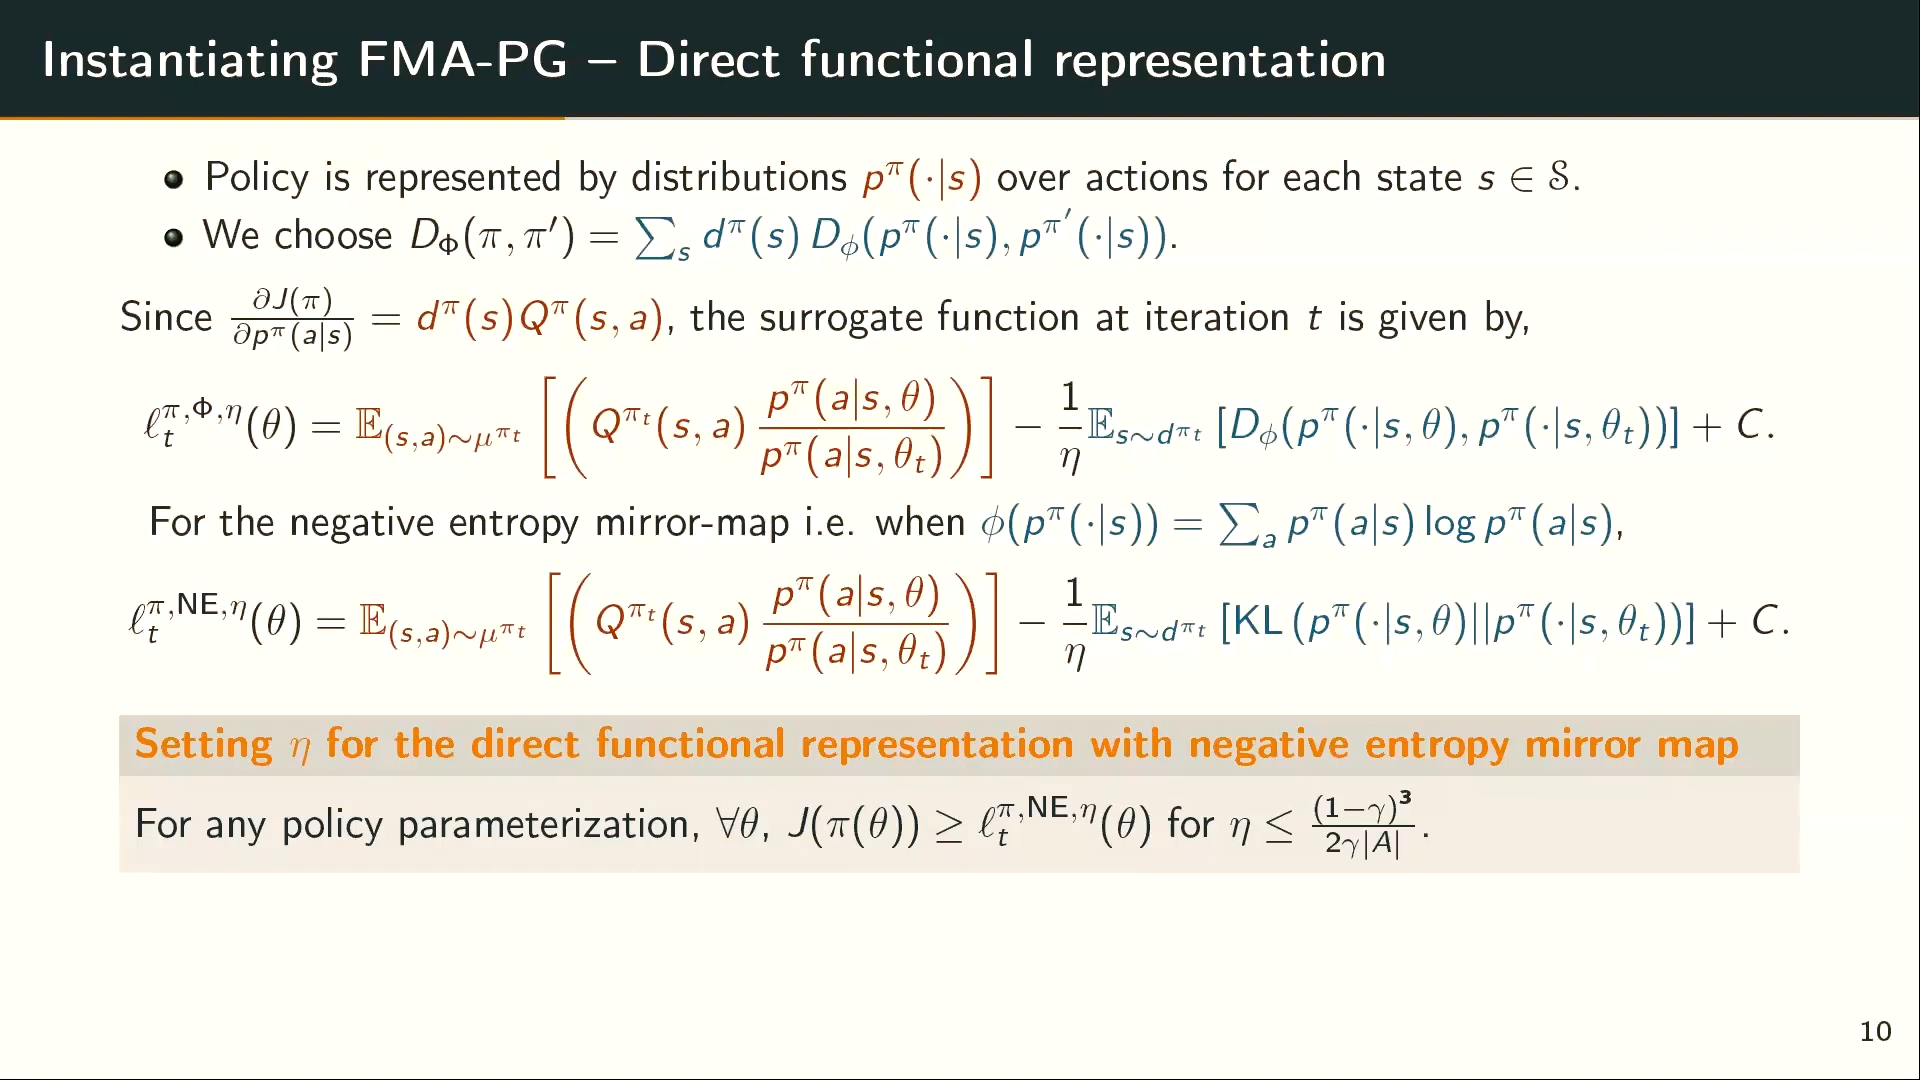 Instantiating FMA-PG – Direct functional representation
• Policy is represented by distributions p^π(·|s) over actions for each state s ∈ 𝒮.
• We choose D_Φ(π, π′) = ∑_s d^π(s) D_ϕ(p^π(·|s), p^π′(·|s)).
Since ∂J(π)/∂p^π(a|s) = d^π(s)Q^π(s, a), the surrogate function at iteration t is given by,
ℓ_t^{π,Φ,η}(θ) = 𝔼_{(s,a)∼μ^{π_t}} [(Q^{π_t}(s, a) p^π(a|s, θ)/p^π(a|s, θ_t))] − 1/η 𝔼_{s∼d^{π_t}} [D_ϕ(p^π(·|s, θ), p^π(·|s, θ_t))] + C.
For the negative entropy mirror-map i.e. when ϕ(p^π(·|s)) = ∑_a p^π(a|s) log p^π(a|s),
ℓ_t^{π,NE,η}(θ) = 𝔼_{(s,a)∼μ^{π_t}} [(Q^{π_t}(s, a) p^π(a|s, θ)/p^π(a|s, θ_t))] − 1/η 𝔼_{s∼d^{π_t}} [KL (p^π(·|s, θ)||p^π(·|s, θ_t))] + C.
Setting η for the direct functional representation with negative entropy mirror map
For any policy parameterization, ∀θ, J(π(θ)) ≥ ℓ_t^{π,NE,η}(θ) for η ≤ (1−γ)^3/2γ|A|.
10